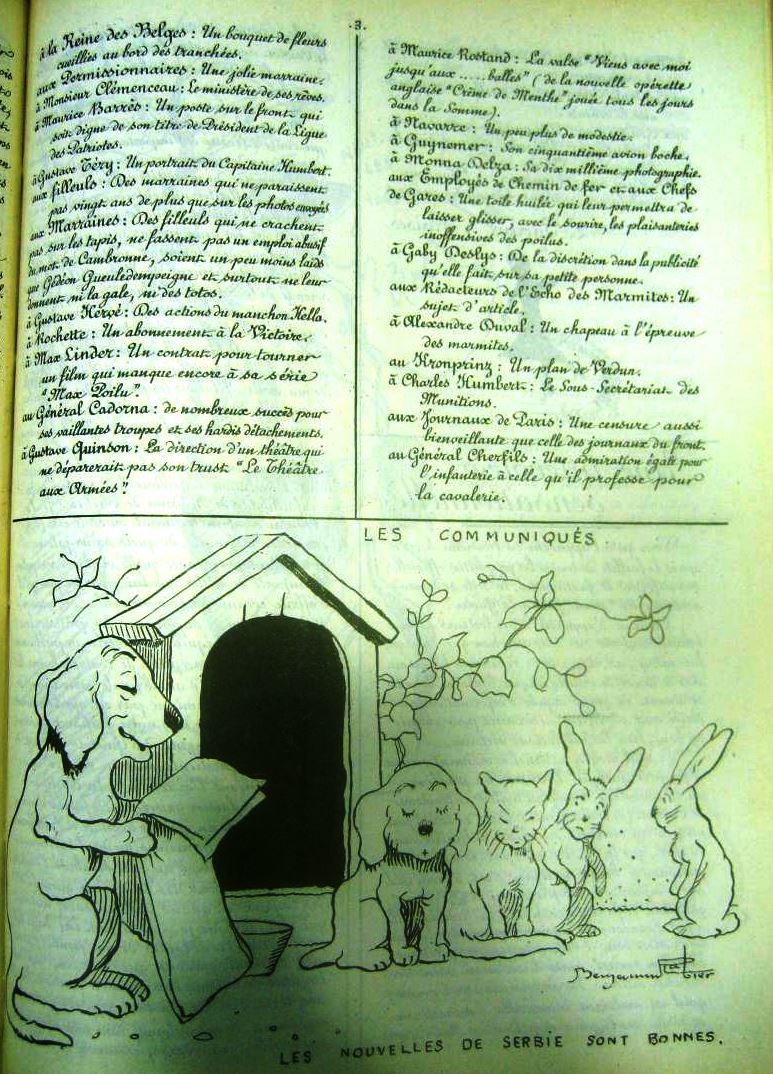 .3.
à la Reine des Belges : Un bouquet de fleurs
cueillies au bord des tranchées.
aux Permissionnaires : Une jolie marraine.
à Monsieur Clémenceau : Le ministère de ses rêves.
à Maurice Barrès : Un poste sur le front qui
soit digne de son titre de Président de la Ligue
des Patriotes.
à Gustave Téry : Un portrait du Capitaine Humbert.
aux filleuls : Des marraines qui ne paraissent
pas vingt ans de plus que sur les photos envoyées
aux Marraines : Des filleuls qui ne crachent
pas sur les tapis, ne fassent pas un emploi abusif
du mot de Cambronne, soient un peu moins laids
que Gédéon Gueuledempeigne et surtout ne leur
donnent ni la gale, ni des totos.
à Gustave Hervé : Des actions du manchon Hella.
à Rochette : Un abonnement à la Victoire.
à Max Linder : Un contrat pour tourner
un film qui manque encore à sa série
"Max Poilu".
au Général Cadorna : de nombreux succès pour
ses vaillantes troupes et ses hardis détachements.
à Gustave Quinson : La direction d'un théâtre qui
ne déparerait pas son trust "Le Théâtre
aux Armées !
à Maurice Rostand : La valse "Viens avec moi
jusqu'aux ..... balles" (de la nouvelle opérette
anglaise "Crème de Menthe" jouée tous les jours
dans la Somme).
à Navarre : Un peu plus de modestie.
à Guynemer : Son cinquantième avion boche.
à Monna Delza : Sa dix millième photographie.
aux Employés de Chemin de fer et aux Chefs
de Gares : Une toile huilée qui leur permettra de
laisser glisser, avec le sourire, les plaisanteries
inoffensives des poilus.
à Gaby Deslys : De la discrétion dans la publicité
qu'elle fait sur sa petite personne.
aux Rédacteurs de l'Echo des Marmites : Un
sujet d'article.
à Alexandre Duval : Un chapeau à l'épreuve
des marmites.
au Kronprinz : Un plan de Verdun.
à Charles Humbert : Le Sous-Secrétariat des
Munitions.
aux Journaux de Paris : Une censure aussi
bienveillante que celle des journaux du front.
au Général Cherfils : Une admiration égale pour
l'infanterie à celle qu'il professe pour
la cavalerie.
LES COMMUNIQUÉS
Benjamin Rabier
LES NOUVELLES DE SERBIE SONT BONNES.